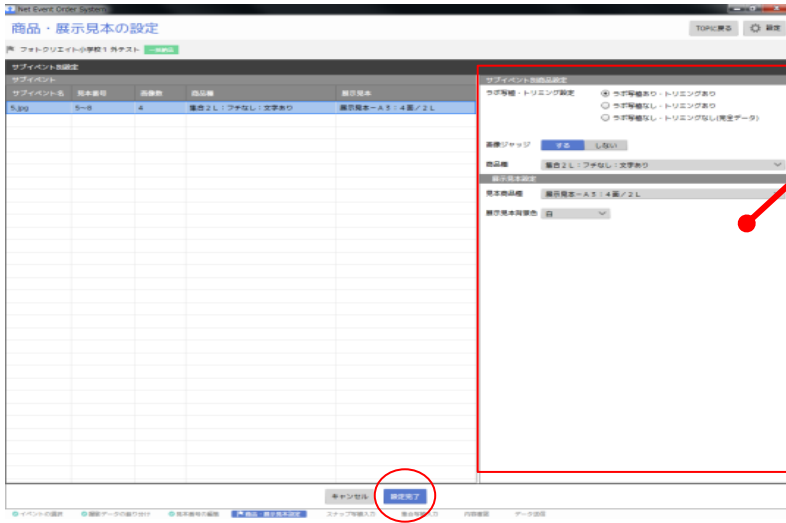 Net Event Order System
商品・展示見本の設定
TOPに戻る 設定
フォトクリエイト小学校1 外テスト
サブイベント別設定
サブイベント
サブイベント名 見本番号 画像数 商品種 展示見本
5.jpg 5~8 4 集合2L:フチなし:文字あり 展示見本-A3:4面/2L
サブイベント別商品設定
ラボ写植・トリミング設定 ラボ写植あり・トリミングあり
ラボ写植なし・トリミングあり
ラボ写植なし・トリミングなし(完全データ)
画像ジャッジ する しない
商品種 集合2L:フチなし:文字あり
展示見本設定
見本商品種 展示見本-A3:4面/2L
展示見本背景色 白
キャンセル 設定完了
イベントの選択 撮影データの振り分け 見本番号の編集 商品・展示見本設定 スナップ写植入力 集合写植入力 内容確認 データ送信